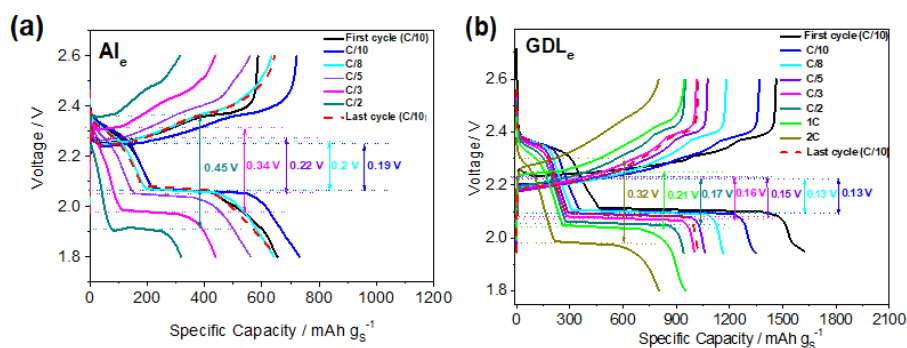 (a)
Al_e
First cycle (C/10)
C/10
C/8
C/5
C/3
C/2
Last cycle (C/10)
Voltage / V
2.6
2.4
2.2
2.0
1.8
0.45 V
0.34 V
0.22 V
0.2 V
0.19 V
0 200 400 600 800 1000 1200
Specific Capacity / mAh g_S^-1
(b)
GDL_e
First cycle (C/10)
C/10
C/8
C/5
C/3
C/2
1C
2C
Last cycle (C/10)
Voltage/ V
2.6
2.4
2.2
2.0
1.8
0.32 V
0.21 V
0.17 V
0.16 V
0.15 V
0.13 V
0.13 V
0 300 600 900 1200 1500 1800 2100
Specific Capacity / mAh g_S^-1